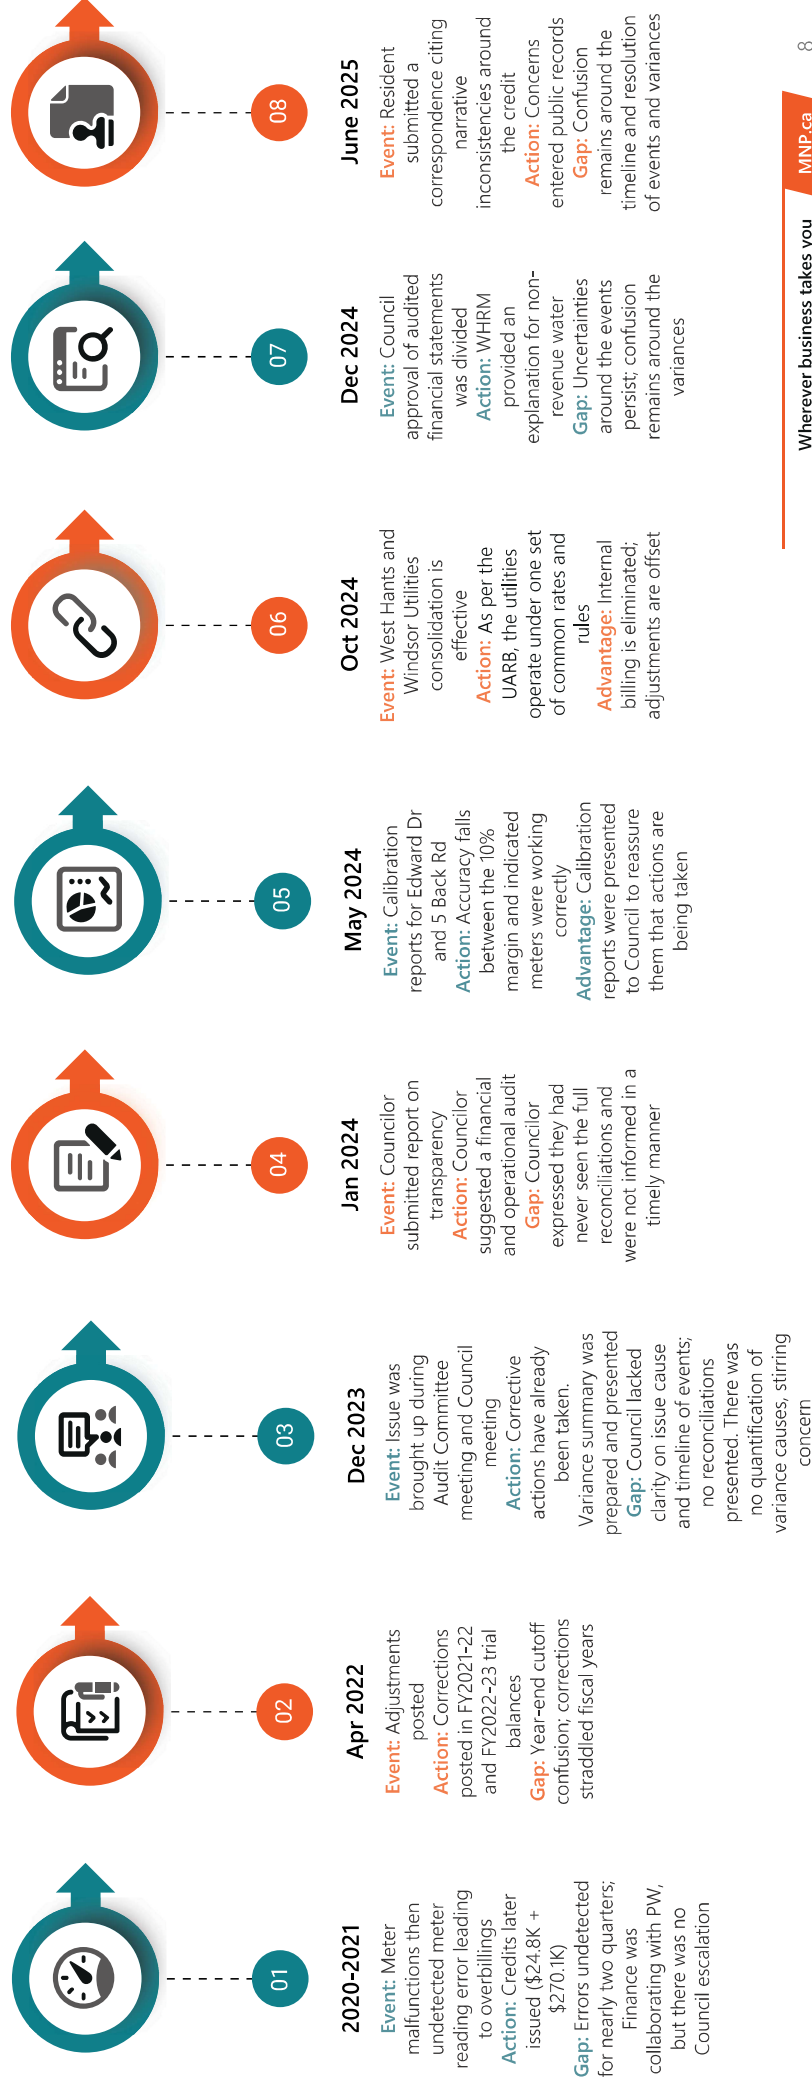 01
2020-2021
Event: Meter
malfunctions then
undetected meter
reading error leading
to overbillings
Action: Credits later
issued ($24.8K +
$270.1K)
Gap: Errors undetected
for nearly two quarters;
Finance was
collaborating with PW,
but there was no
Council escalation
02
Apr 2022
Event: Adjustments
posted
Action: Corrections
posted in FY2021-22
and FY2022-23 trial
balances
Gap: Year-end cutoff
confusion; corrections
straddled fiscal years
03
Dec 2023
Event: Issue was
brought up during
Audit Committee
meeting and Council
meeting
Action: Corrective
actions have already
been taken.
Variance summary was
prepared and presented
Gap: Council lacked
clarity on issue cause
and timeline of events;
no reconciliations
presented. There was
no quantification of
variance causes, stirring
concern
04
Jan 2024
Event: Councilor
submitted report on
transparency
Action: Councilor
suggested a financial
and operational audit
Gap: Councilor
expressed they had
never seen the full
reconciliations and
were not informed in a
timely manner
05
May 2024
Event: Calibration
reports for Edward Dr
and 5 Back Rd
Action: Accuracy falls
between the 10%
margin and indicated
meters were working
correctly
Advantage: Calibration
reports were presented
to Council to reassure
them that actions are
being taken
06
Oct 2024
Event: West Hants and
Windsor Utilities
consolidation is
effective
Action: As per the
UARB, the utilities
operate under one set
of common rates and
rules
Advantage: Internal
billing is eliminated;
adjustments are offset
07
Dec 2024
Event: Council
approval of audited
financial statements
was divided
Action: WHRM
provided an
explanation for non-
revenue water
Gap: Uncertainties
around the events
persist; confusion
remains around the
variances
08
June 2025
Event: Resident
submitted a
correspondence citing
narrative
inconsistencies around
the credit
Action: Concerns
entered public records
Gap: Confusion
remains around the
timeline and resolution
of events and variances
Wherever business takes you
MNP.ca
8